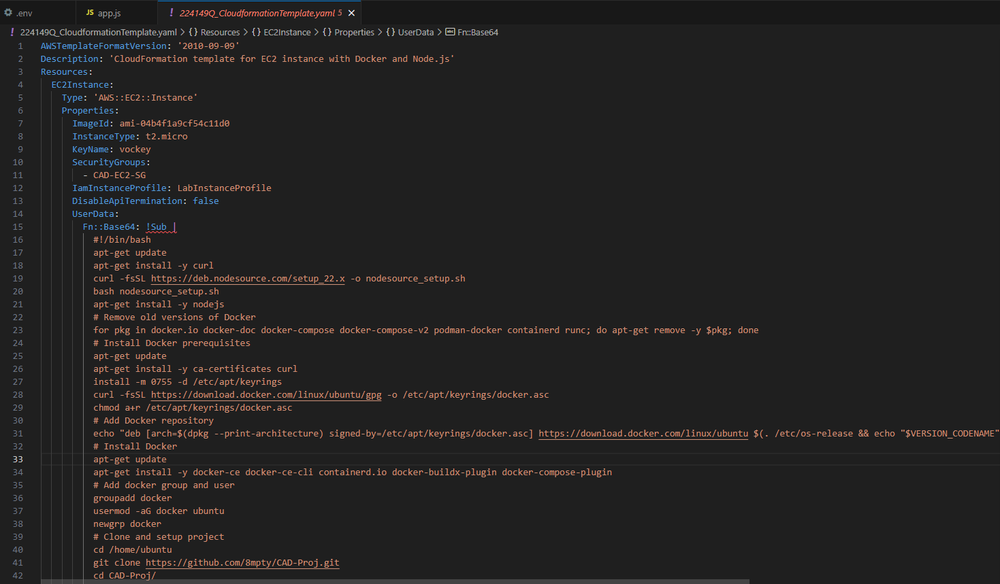 .env
JS app.js
! 224149Q_CloudformationTemplate.yaml 5 ×
! 224149Q_CloudformationTemplate.yaml > {} Resources > {} EC2Instance > {} Properties > {} UserData > abc Fn::Base64
1 AWSTemplateFormatVersion: '2010-09-09'
2 Description: 'CloudFormation template for EC2 instance with Docker and Node.js'
3 Resources:
4 EC2Instance:
5 Type: 'AWS::EC2::Instance'
6 Properties:
7 ImageId: ami-04b4f1a9cf54c11d0
8 InstanceType: t2.micro
9 KeyName: vockey
10 SecurityGroups:
11 - CAD-EC2-SG
12 IamInstanceProfile: LabInstanceProfile
13 DisableApiTermination: false
14 UserData:
15 Fn::Base64: !Sub |
16 #!/bin/bash
17 apt-get update
18 apt-get install -y curl
19 curl -fsSL https://deb.nodesource.com/setup_22.x -o nodesource_setup.sh
20 bash nodesource_setup.sh
21 apt-get install -y nodejs
22 # Remove old versions of Docker
23 for pkg in docker.io docker-doc docker-compose docker-compose-v2 podman-docker containerd runc; do apt-get remove -y $pkg; done
24 # Install Docker prerequisites
25 apt-get update
26 apt-get install -y ca-certificates curl
27 install -m 0755 -d /etc/apt/keyrings
28 curl -fsSL https://download.docker.com/linux/ubuntu/gpg -o /etc/apt/keyrings/docker.asc
29 chmod a+r /etc/apt/keyrings/docker.asc
30 # Add Docker repository
31 echo "deb [arch=$(dpkg --print-architecture) signed-by=/etc/apt/keyrings/docker.asc] https://download.docker.com/linux/ubuntu $(. /etc/os-release && echo "$VERSION_CODENAME"
32 # Install Docker
33 apt-get update
34 apt-get install -y docker-ce docker-ce-cli containerd.io docker-buildx-plugin docker-compose-plugin
35 # Add docker group and user
36 groupadd docker
37 usermod -aG docker ubuntu
38 newgrp docker
39 # Clone and setup project
40 cd /home/ubuntu
41 git clone https://github.com/8mpty/CAD-Proj.git
42 cd CAD-Proj/